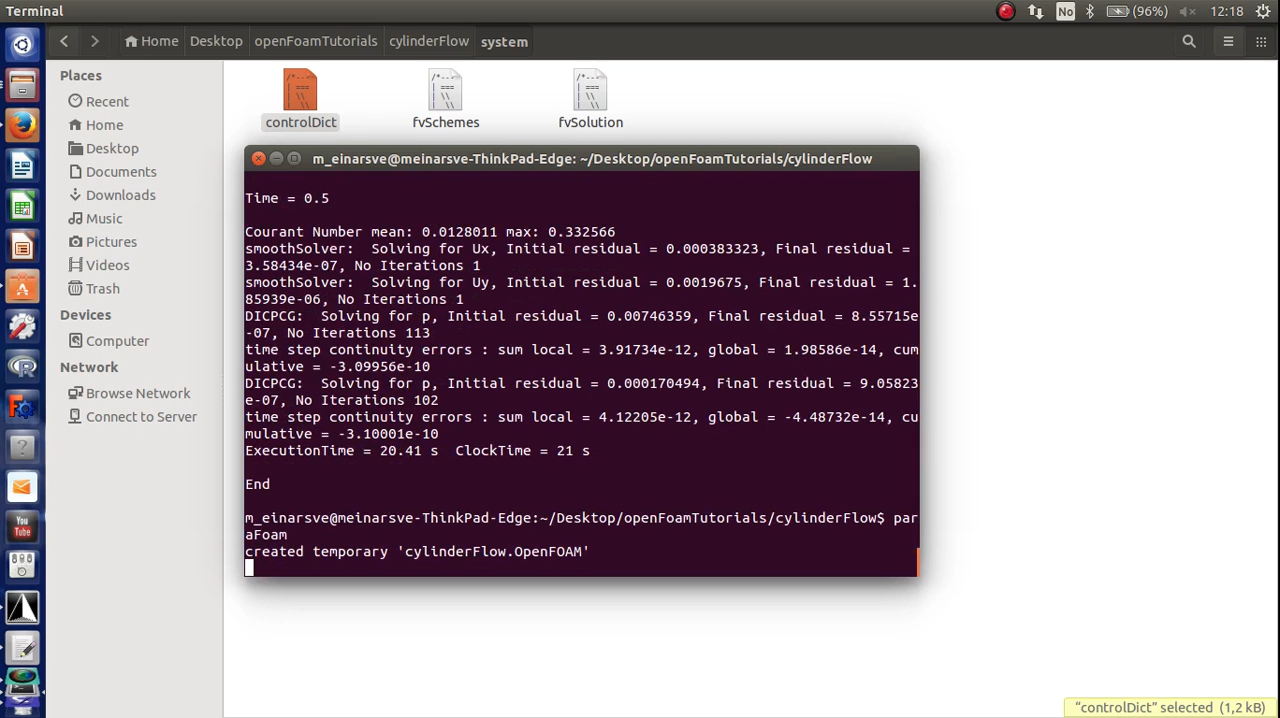 Terminal
No
(96%)
12:18
Home
Desktop
openFoamTutorials
cylinderFlow
system
Places
Recent
Home
Desktop
Documents
Downloads
Music
Pictures
Videos
Trash
Devices
Computer
Network
Browse Network
Connect to Server
controlDict
fvSchemes
fvSolution
m_einarsve@meinarsve-ThinkPad-Edge: ~/Desktop/openFoamTutorials/cylinderFlow
Time = 0.5
Courant Number mean: 0.0128011 max: 0.332566
smoothSolver:  Solving for Ux, Initial residual = 0.000383323, Final residual =
3.58434e-07, No Iterations 1
smoothSolver:  Solving for Uy, Initial residual = 0.0019675, Final residual = 1.
85939e-06, No Iterations 1
DICPCG:  Solving for p, Initial residual = 0.00746359, Final residual = 8.55715e
-07, No Iterations 113
time step continuity errors : sum local = 3.91734e-12, global = 1.98586e-14, cum
ulative = -3.09956e-10
DICPCG:  Solving for p, Initial residual = 0.000170494, Final residual = 9.05823
e-07, No Iterations 102
time step continuity errors : sum local = 4.12205e-12, global = -4.48732e-14, cu
mulative = -3.10001e-10
ExecutionTime = 20.41 s  ClockTime = 21 s
End
m_einarsve@meinarsve-ThinkPad-Edge:~/Desktop/openFoamTutorials/cylinderFlow$ par
aFoam
created temporary 'cylinderFlow.OpenFOAM'
You
Tube
“controlDict” selected (1,2 kB)